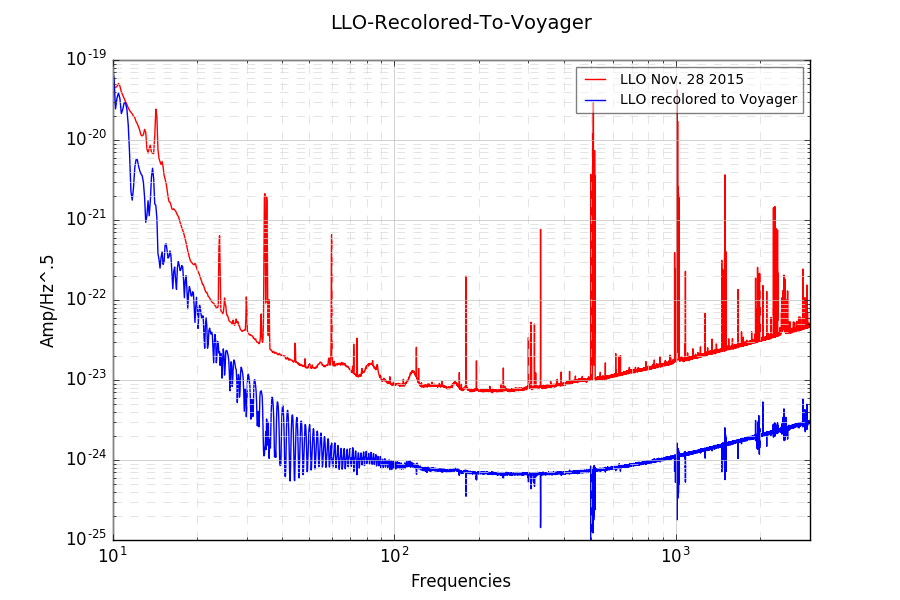 LLO-Recolored-To-Voyager
10^-19
LLO Nov. 28 2015
LLO recolored to Voyager
10^-20
10^-21
10^-22
Amp/Hz^.5
10^-23
10^-24
10^-25
10^1 10^2 10^3
Frequencies